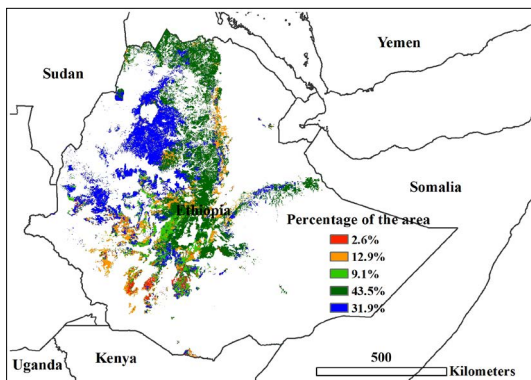 Yemen
Sudan
Somalia
Ethiopia
Percentage of the area
2.6%
12.9%
9.1%
43.5%
31.9%
500
Kilometers
Uganda
Kenya